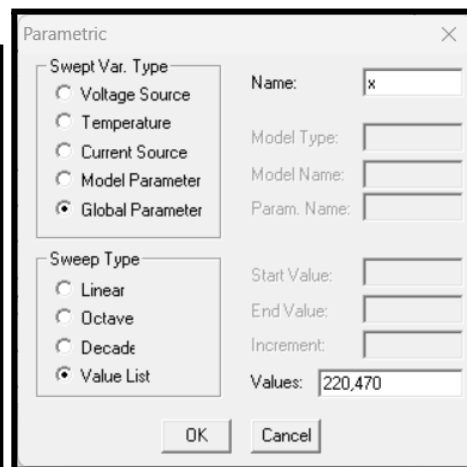 Parametric
Swept Var. Type
Voltage Source
Temperature
Current Source
Model Parameter
Global Parameter
Name: x
Model Type:
Model Name:
Param. Name:
Sweep Type
Linear
Octave
Decade
Value List
Start Value:
End Value:
Increment:
Values: 220,470
OK Cancel